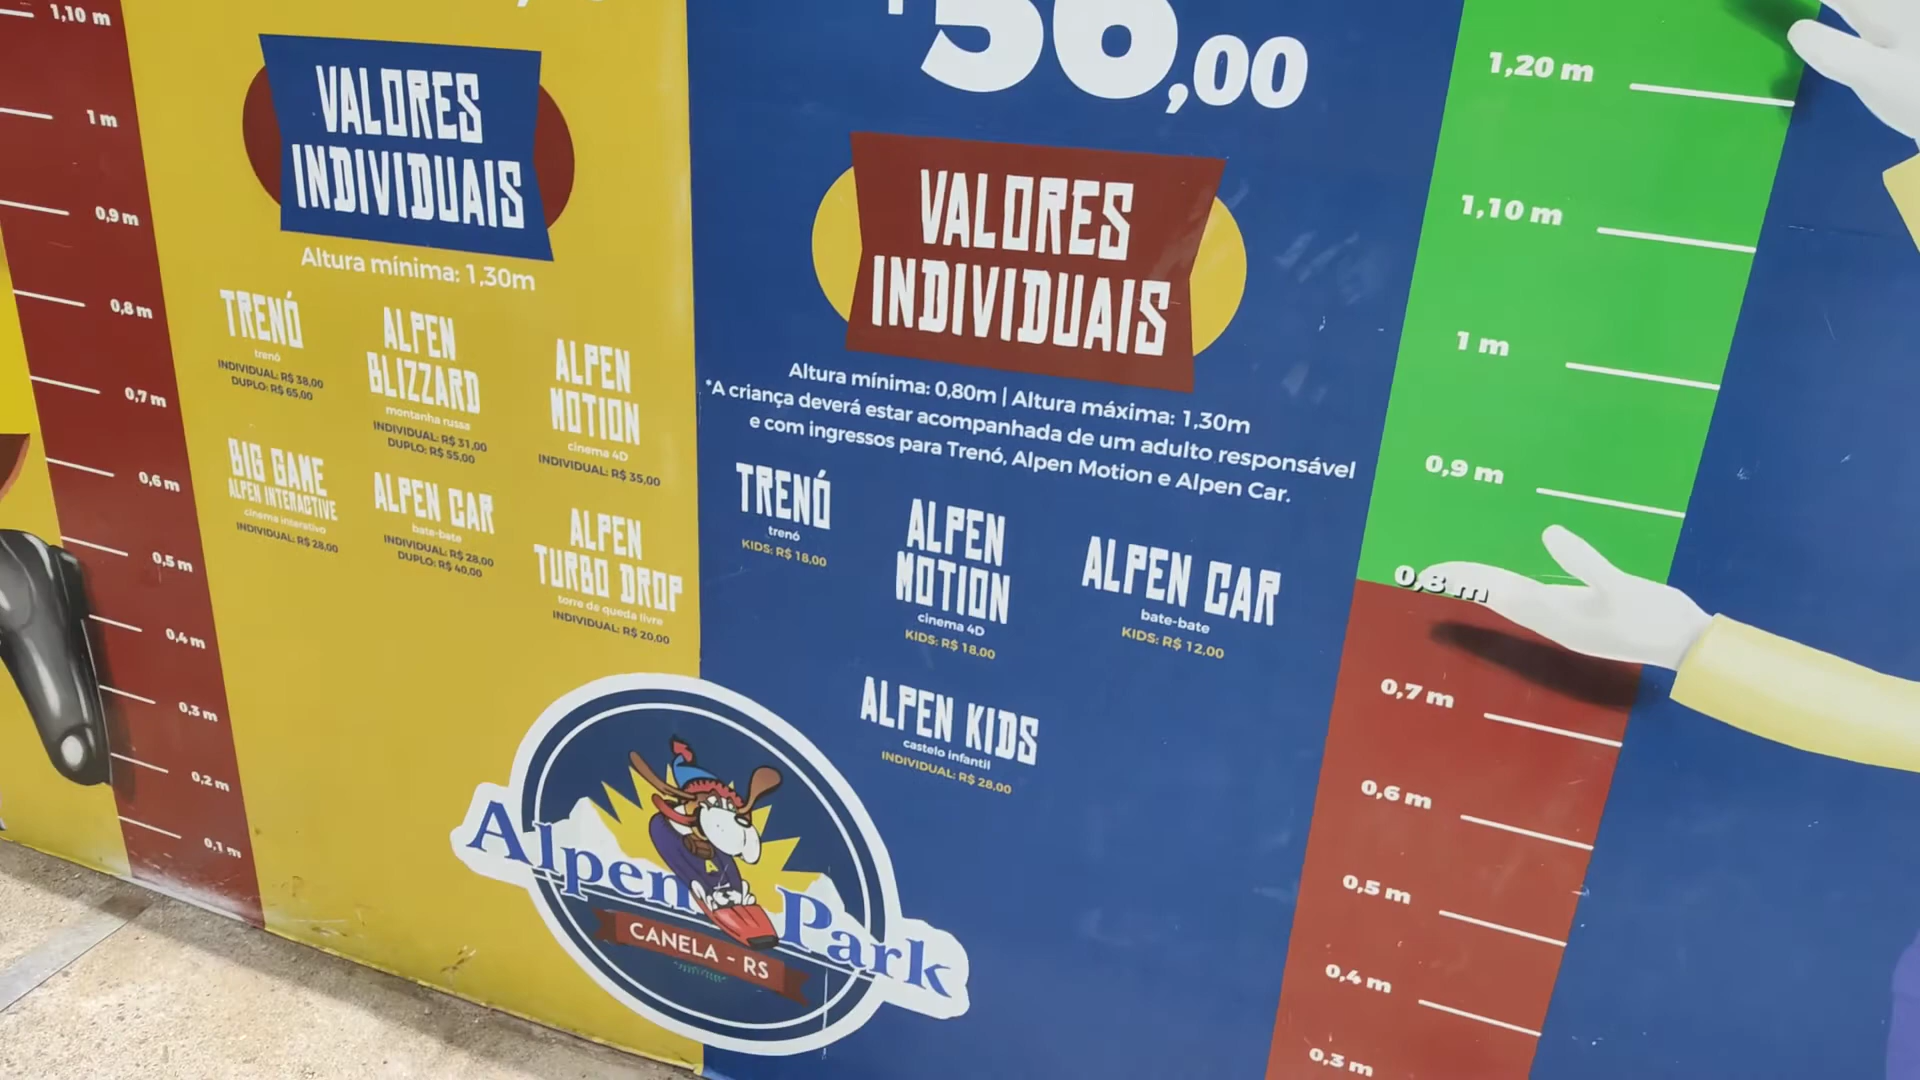 1,10 m
1 m
0,9 m
0,8 m
0,7 m
0,6 m
0,5 m
0,4 m
0,3 m
0,2 m
0,1 m
VALORES
INDIVIDUAIS
Altura mínima: 1,30m
TRENÓ
trenó
INDIVIDUAL: R$ 38,00
DUPLO: R$ 65,00
ALPEN
BLIZZARD
montanha russa
INDIVIDUAL: R$ 31,00
DUPLO: R$ 55,00
ALPEN
MOTION
cinema 4D
INDIVIDUAL: R$ 35,00
BIG GAME
ALPEN INTERACTIVE
cinema interativo
INDIVIDUAL: R$ 28,00
ALPEN CAR
bate-bate
INDIVIDUAL: R$ 28,00
DUPLO: R$ 40,00
ALPEN
TURBO DROP
torre de queda livre
INDIVIDUAL: R$ 20,00
56,00
VALORES
INDIVIDUAIS
Altura mínima: 0,80m | Altura máxima: 1,30m
*A criança deverá estar acompanhada de um adulto responsável
e com ingressos para Trenó, Alpen Motion e Alpen Car.
TRENÓ
trenó
KIDS: R$ 18,00
ALPEN
MOTION
cinema 4D
KIDS: R$ 18,00
ALPEN CAR
bate-bate
KIDS: R$ 12,00
ALPEN KIDS
castelo infantil
INDIVIDUAL: R$ 28,00
Alpen Park
CANELA - RS
1,20 m
1,10 m
1 m
0,9 m
0,8 m
0,7 m
0,6 m
0,5 m
0,4 m
0,3 m